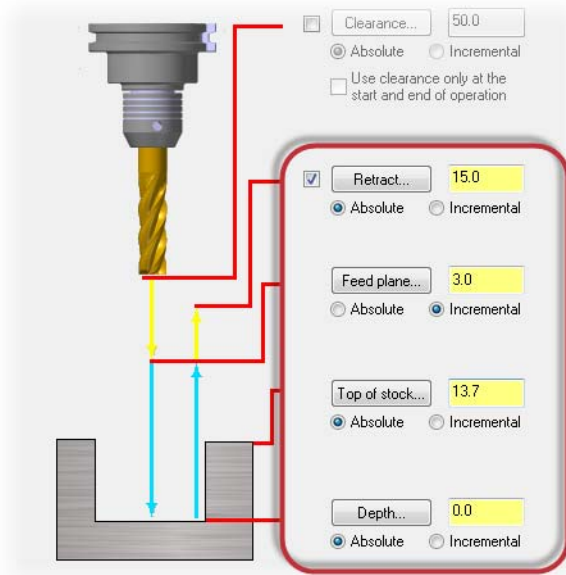 Clearance... 50.0
Absolute Incremental
Use clearance only at the
start and end of operation
Retract... 15.0
Absolute Incremental
Feed plane... 3.0
Absolute Incremental
Top of stock... 13.7
Absolute Incremental
Depth... 0.0
Absolute Incremental